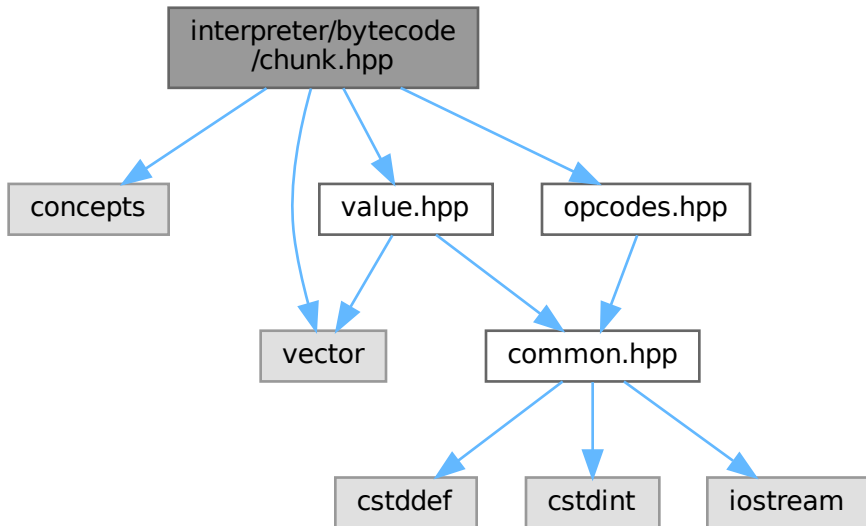 interpreter/bytecode
/chunk.hpp
concepts
value.hpp
opcodes.hpp
vector
common.hpp
cstddef
cstdint
iostream